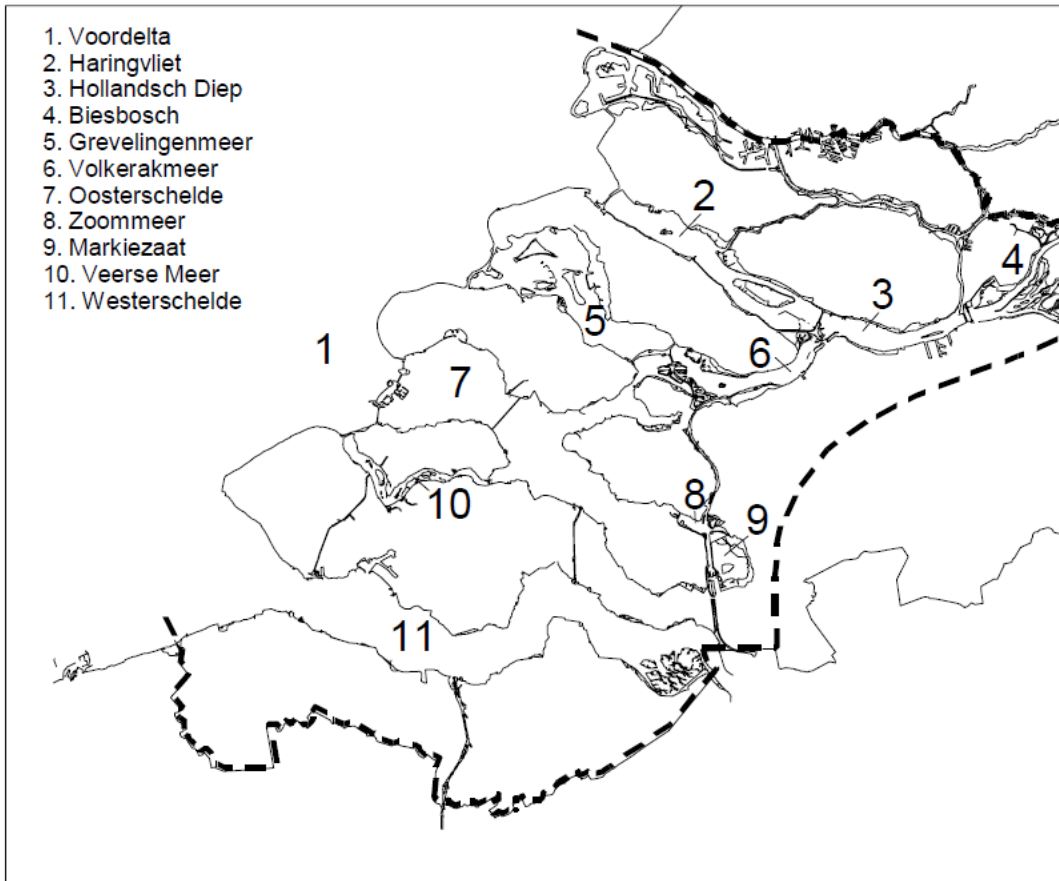 1. Voordelta
2. Haringvliet
3. Hollandsch Diep
4. Biesbosch
5. Grevelingenmeer
6. Volkerakmeer
7. Oosterschelde
8. Zoommeer
9. Markiezaat
10. Veerse Meer
11. Westerschelde
2
4
3
5
1
6
7
10
8
9
11